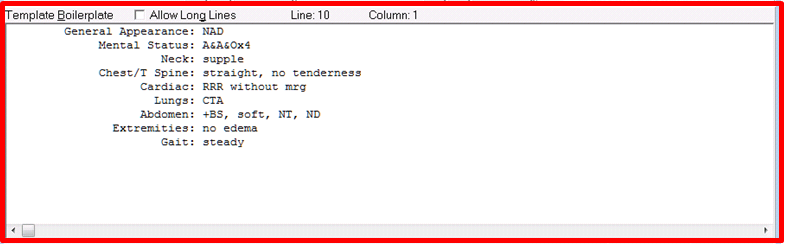 Template Boilerplate Allow Long Lines Line: 10 Column: 1
General Appearance: NAD
Mental Status: A&A&Ox4
Neck: supple
Chest/T Spine: straight, no tenderness
Cardiac: RRR without mrg
Lungs: CTA
Abdomen: +BS, soft, NT, ND
Extremities: no edema
Gait: steady